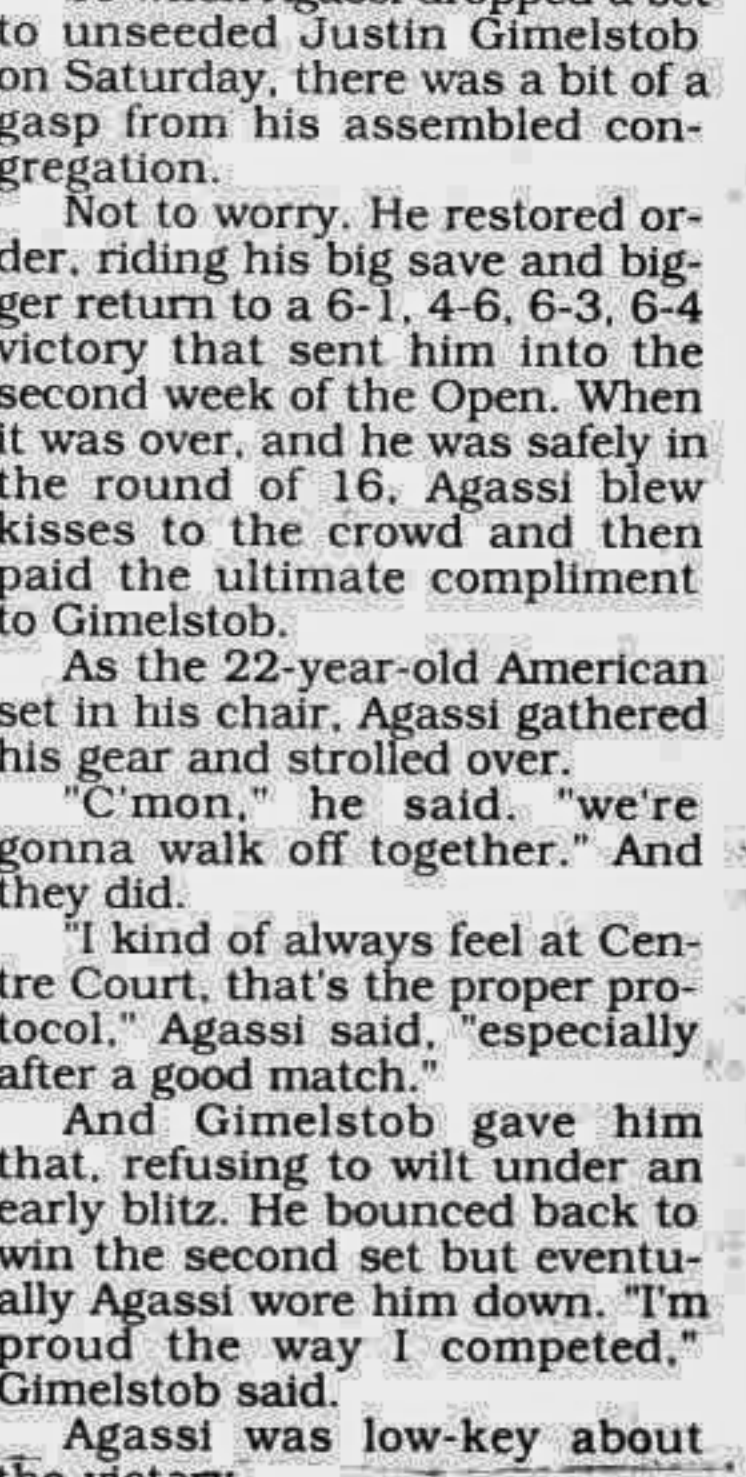 Agassi dropped a set
to unseeded Justin Gimelstob
on Saturday, there was a bit of a
gasp from his assembled con-
gregation.
Not to worry. He restored or-
der, riding his big save and big-
ger return to a 6-1, 4-6, 6-3, 6-4
victory that sent him into the
second week of the Open. When
it was over, and he was safely in
the round of 16, Agassi blew
kisses to the crowd and then
paid the ultimate compliment
to Gimelstob.
As the 22-year-old American
set in his chair, Agassi gathered
his gear and strolled over.
"C'mon," he said. "we're
gonna walk off together." And
they did.
"I kind of always feel at Cen-
tre Court, that's the proper pro-
tocol," Agassi said, "especially
after a good match."
And Gimelstob gave him
that, refusing to wilt under an
early blitz. He bounced back to
win the second set but eventu-
ally Agassi wore him down. "I'm
proud the way I competed,"
Gimelstob said.
Agassi was low-key about
the victory.